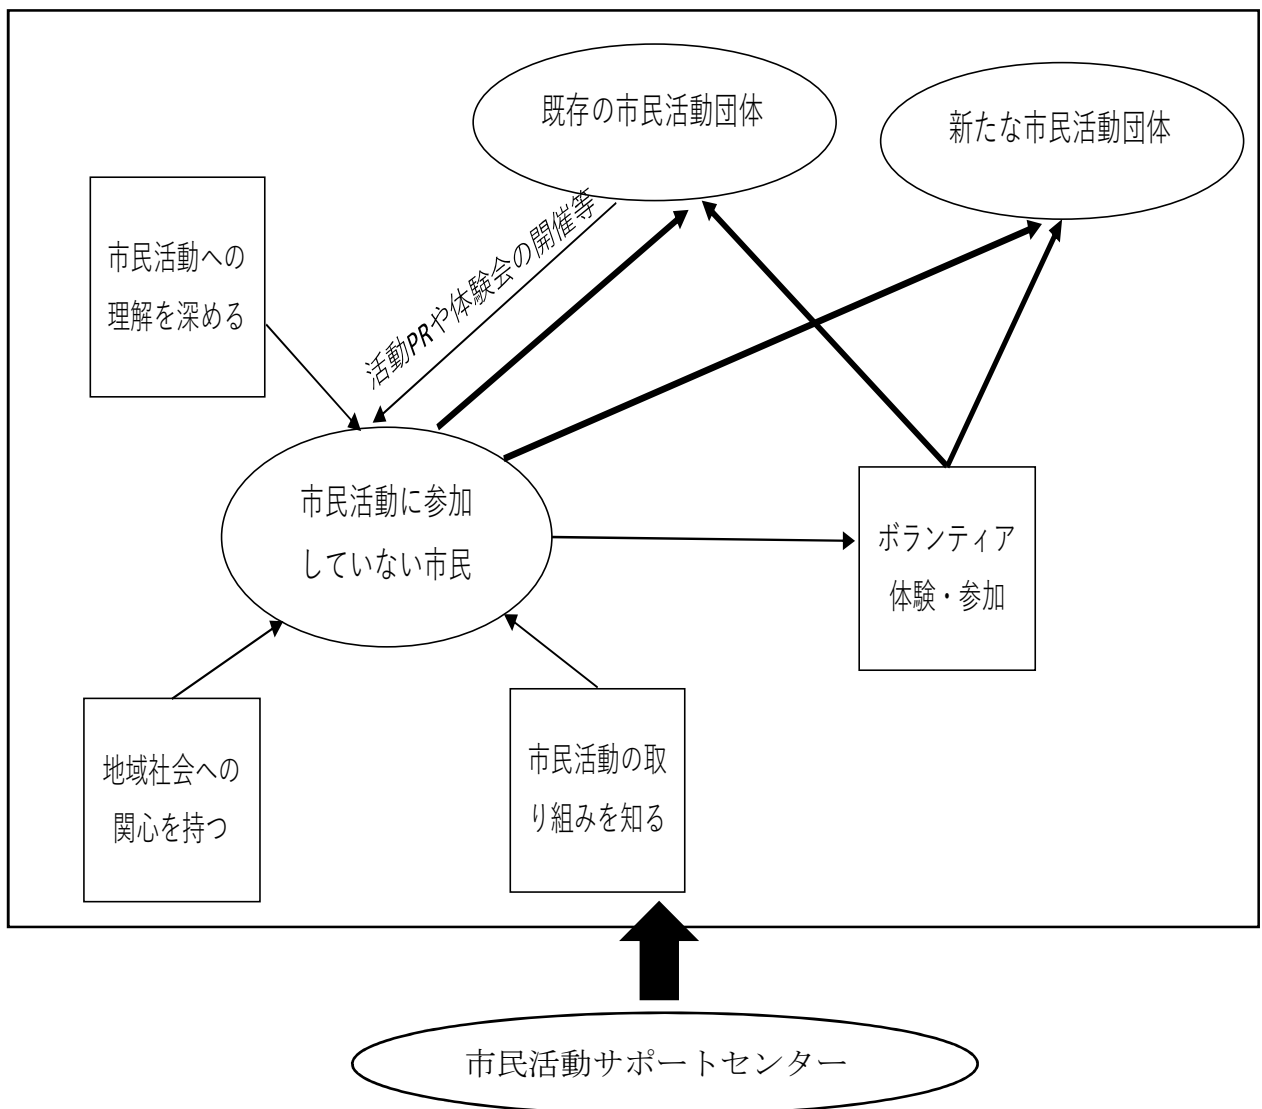 既存の市民活動団体
新たな市民活動団体
市民活動への
理解を深める
活動PRや体験会の開催等
市民活動に参加
していない市民
ボランティア
体験・参加
地域社会への
関心を持つ
市民活動の取
り組みを知る
市民活動サポートセンター